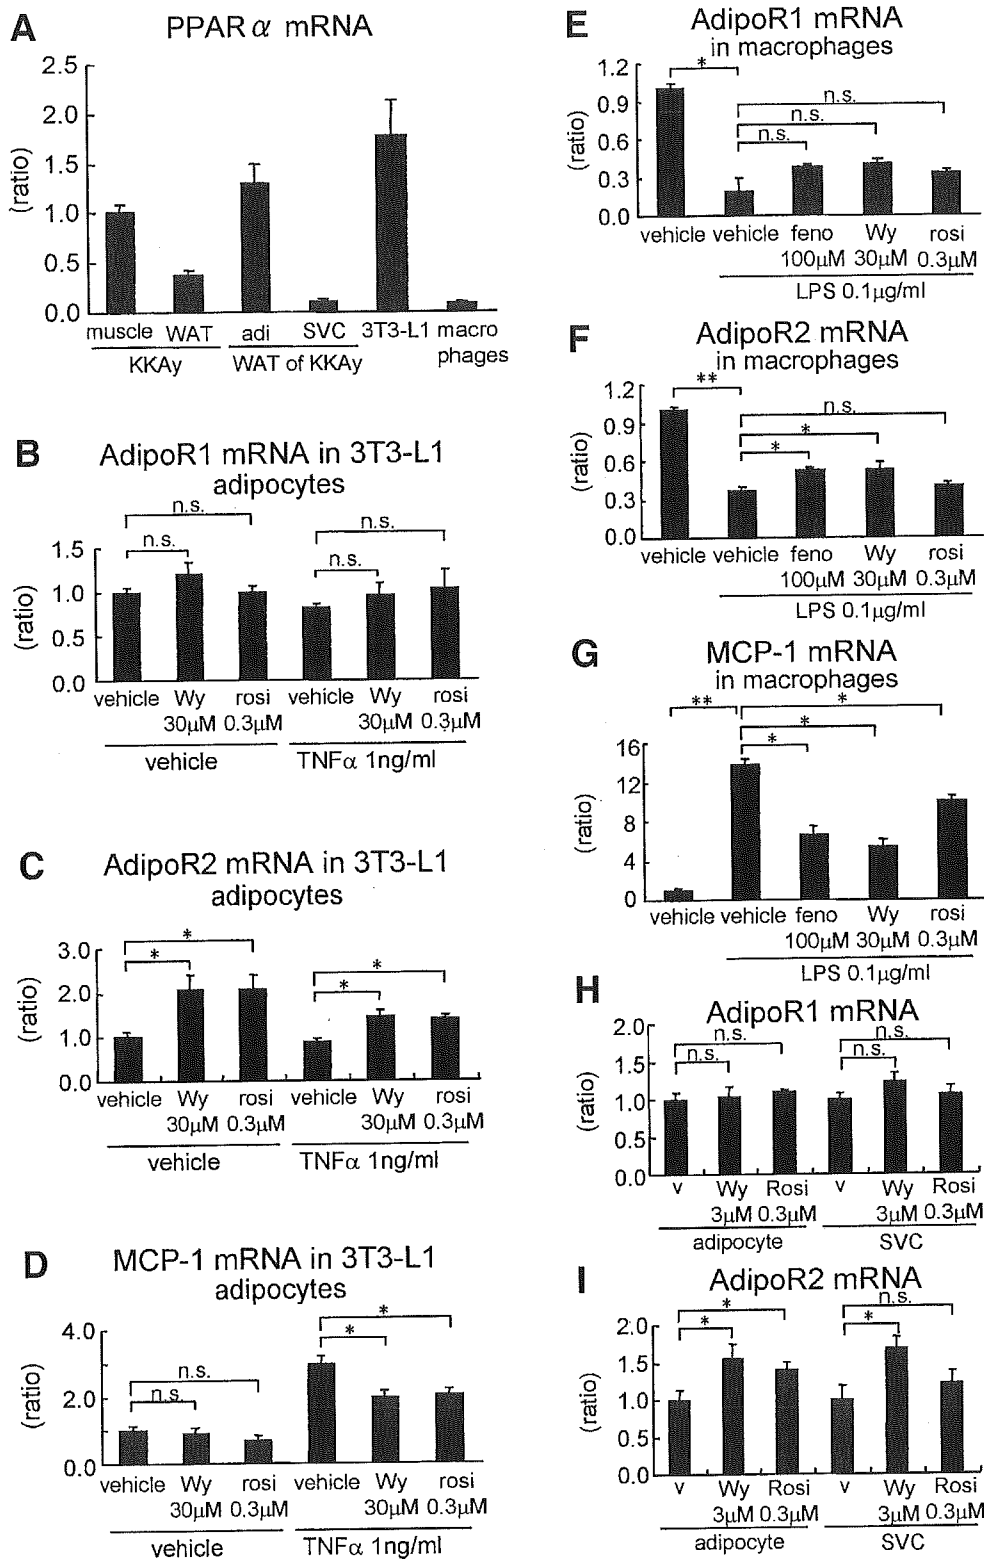 A
PPARα mRNA
2.5
2.0
1.5
1.0
0.5
0.0
(ratio)
muscle WAT adi SVC 3T3-L1 macro
phages
KKAy WAT of KKAy
B
AdipoR1 mRNA in 3T3-L1
adipocytes
n.s.
n.s.
n.s.
n.s.
1.5
1.0
0.5
0.0
(ratio)
vehicle Wy rosi vehicle Wy rosi
30µM 0.3µM 30µM 0.3µM
vehicle TNFα 1ng/ml
C
AdipoR2 mRNA in 3T3-L1
adipocytes
*
*
*
*
3.0
2.0
1.0
0.0
(ratio)
vehicle Wy rosi vehicle Wy rosi
30µM 0.3µM 30µM 0.3µM
vehicle TNFα 1ng/ml
D
MCP-1 mRNA in 3T3-L1
adipocytes
*
*
n.s.
n.s.
4.0
2.0
0.0
(ratio)
vehicle Wy rosi vehicle Wy rosi
30µM 0.3µM 30µM 0.3µM
vehicle TNFα 1ng/ml
E
AdipoR1 mRNA
in macrophages
*
n.s.
n.s.
n.s.
1.2
0.9
0.6
0.3
0.0
(ratio)
vehicle vehicle feno Wy rosi
100µM 30µM 0.3µM
LPS 0.1µg/ml
F
AdipoR2 mRNA
in macrophages
**
n.s.
*
*
1.2
0.9
0.6
0.3
0.0
(ratio)
vehicle vehicle feno Wy rosi
100µM 30µM 0.3µM
LPS 0.1µg/ml
G
MCP-1 mRNA
in macrophages
**
*
*
*
16
12
8
4
0
(ratio)
vehicle vehicle feno Wy rosi
100µM 30µM 0.3µM
LPS 0.1µg/ml
H
AdipoR1 mRNA
n.s.
n.s.
n.s.
n.s.
2.0
1.5
1.0
0.5
0.0
(ratio)
v Wy Rosi v Wy Rosi
3µM 0.3µM 3µM 0.3µM
adipocyte SVC
I
AdipoR2 mRNA
*
n.s.
*
*
2.0
1.5
1.0
0.5
0.0
(ratio)
v Wy Rosi v Wy Rosi
3µM 0.3µM 3µM 0.3µM
adipocyte SVC